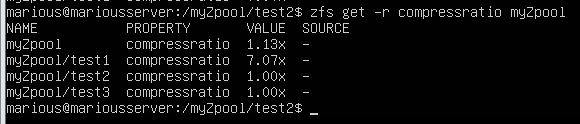 marious@mariousserver:/myZpool/test2$ zfs get -r compressratio myZpool
NAME PROPERTY VALUE SOURCE
myZpool compressratio 1.13x -
myZpool/test1 compressratio 7.07x -
myZpool/test2 compressratio 1.00x -
myZpool/test3 compressratio 1.00x -
marious@mariousserver:/myZpool/test2$ _